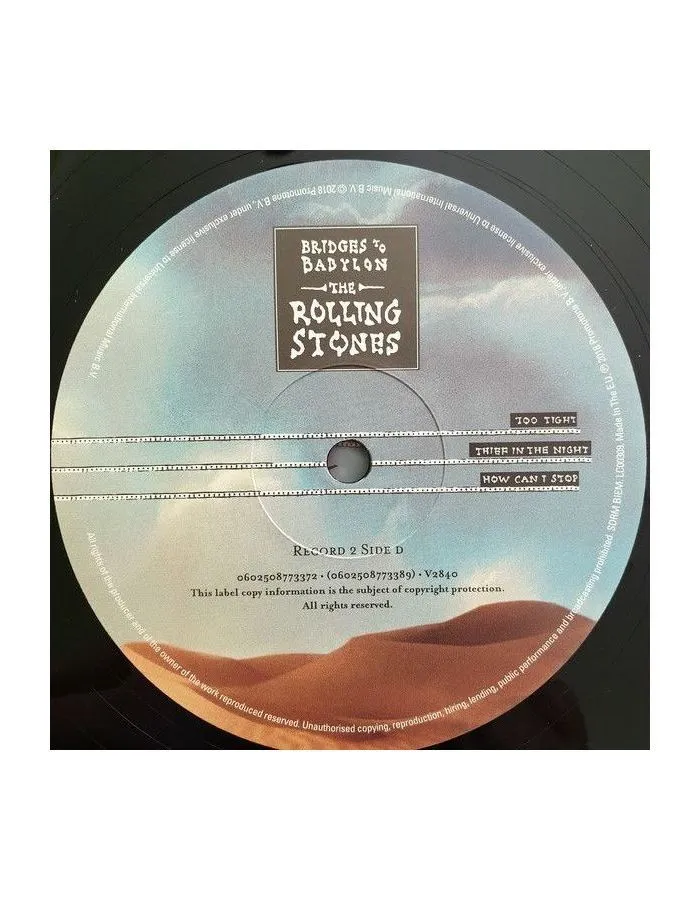 BRIDGES TO
BABYLON
THE
ROLLING
STONES
TOO TIGHT
THIEF IN THE NIGHT
HOW CAN I STOP
RECORD 2 SIDE D
0602508773372 • (0602508773389) • V2840
This label copy information is the subject of copyright protection.
All rights reserved.
All rights of the producer and of the owner of the work reproduced reserved. Unauthorised copying, reproduction, hiring, lending, public performance and broadcasting prohibited. SDRM BIEM. LC00309. Made In The E.U. ℗ 2018 Promotone B.V. under exclusive license to Universal International Music B.V. © 2018 Promotone B.V. under exclusive license to Universal International Music B.V.